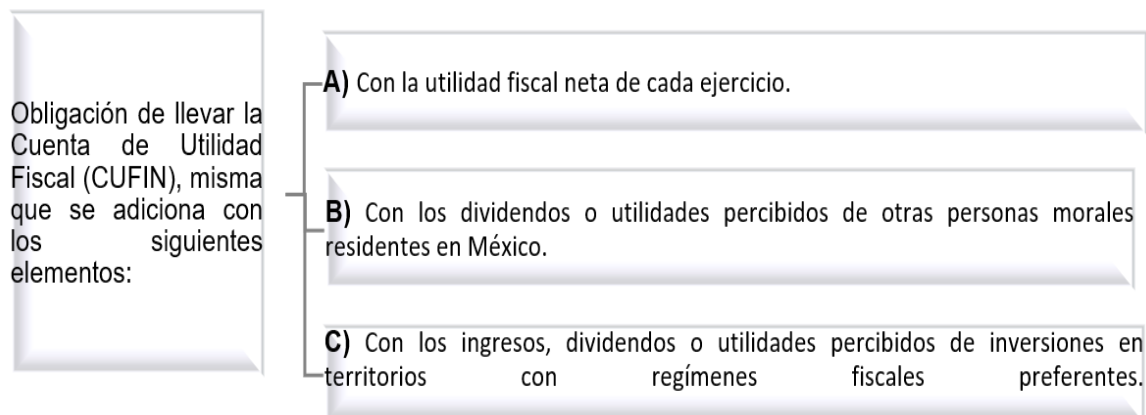 Obligación de llevar la
Cuenta de Utilidad
Fiscal (CUFIN), misma
que se adiciona con
los siguientes
elementos:
A) Con la utilidad fiscal neta de cada ejercicio.
B) Con los dividendos o utilidades percibidos de otras personas morales
residentes en México.
C) Con los ingresos, dividendos o utilidades percibidos de inversiones en
territorios con regímenes fiscales preferentes.